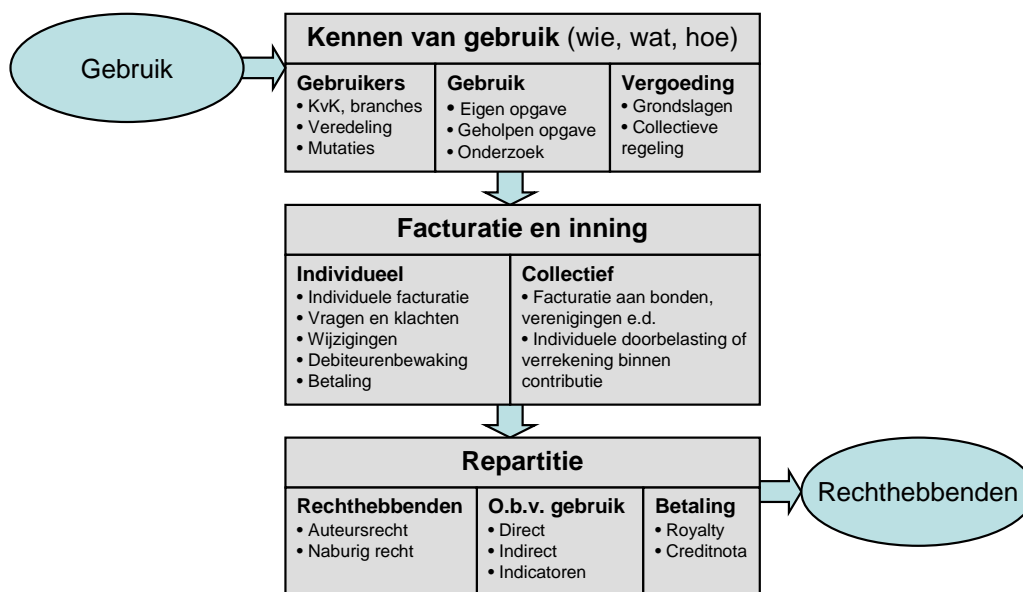 Gebruik
Kennen van gebruik (wie, wat, hoe)
Gebruikers
• KvK, branches
• Veredeling
• Mutaties
Gebruik
• Eigen opgave
• Geholpen opgave
• Onderzoek
Vergoeding
• Grondslagen
• Collectieve
regeling
Facturatie en inning
Individueel
• Individuele facturatie
• Vragen en klachten
• Wijzigingen
• Debiteurenbewaking
• Betaling
Collectief
• Facturatie aan bonden,
verenigingen e.d.
• Individuele doorbelasting of
verrekening binnen
contributie
Repartitie
Rechthebbenden
• Auteursrecht
• Naburig recht
O.b.v. gebruik
• Direct
• Indirect
• Indicatoren
Betaling
• Royalty
• Creditnota
Rechthebbenden